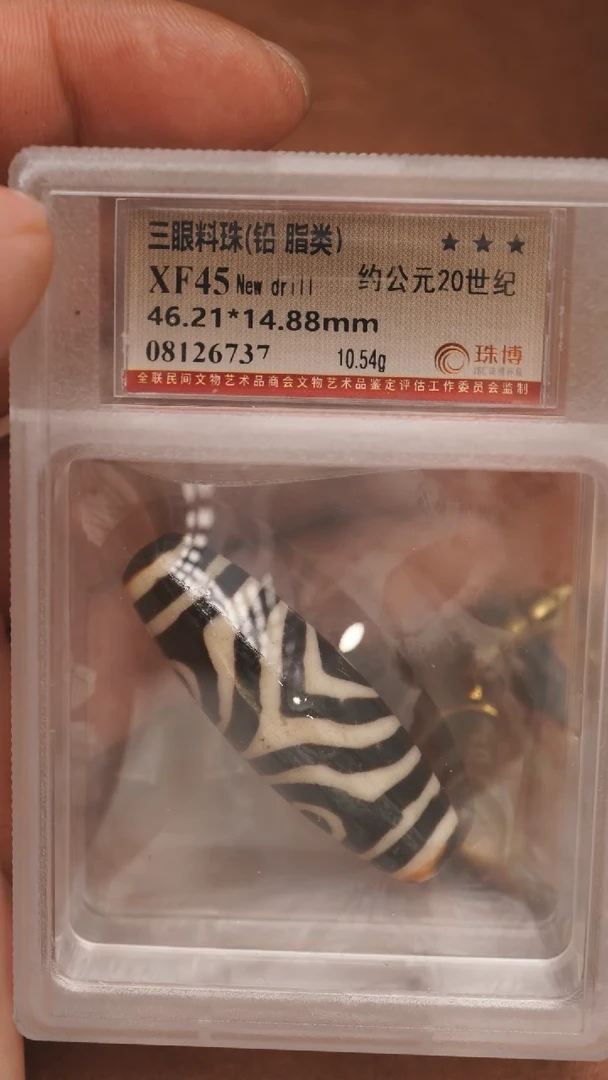 三眼料珠(铅 脂类) ★ ★ ★
XF45 New drill 约公元20世纪
46.21*14.88mm
08126737 10.54g 珠博
全联民间文物艺术品商会文物艺术品鉴定评估工作委员会监制